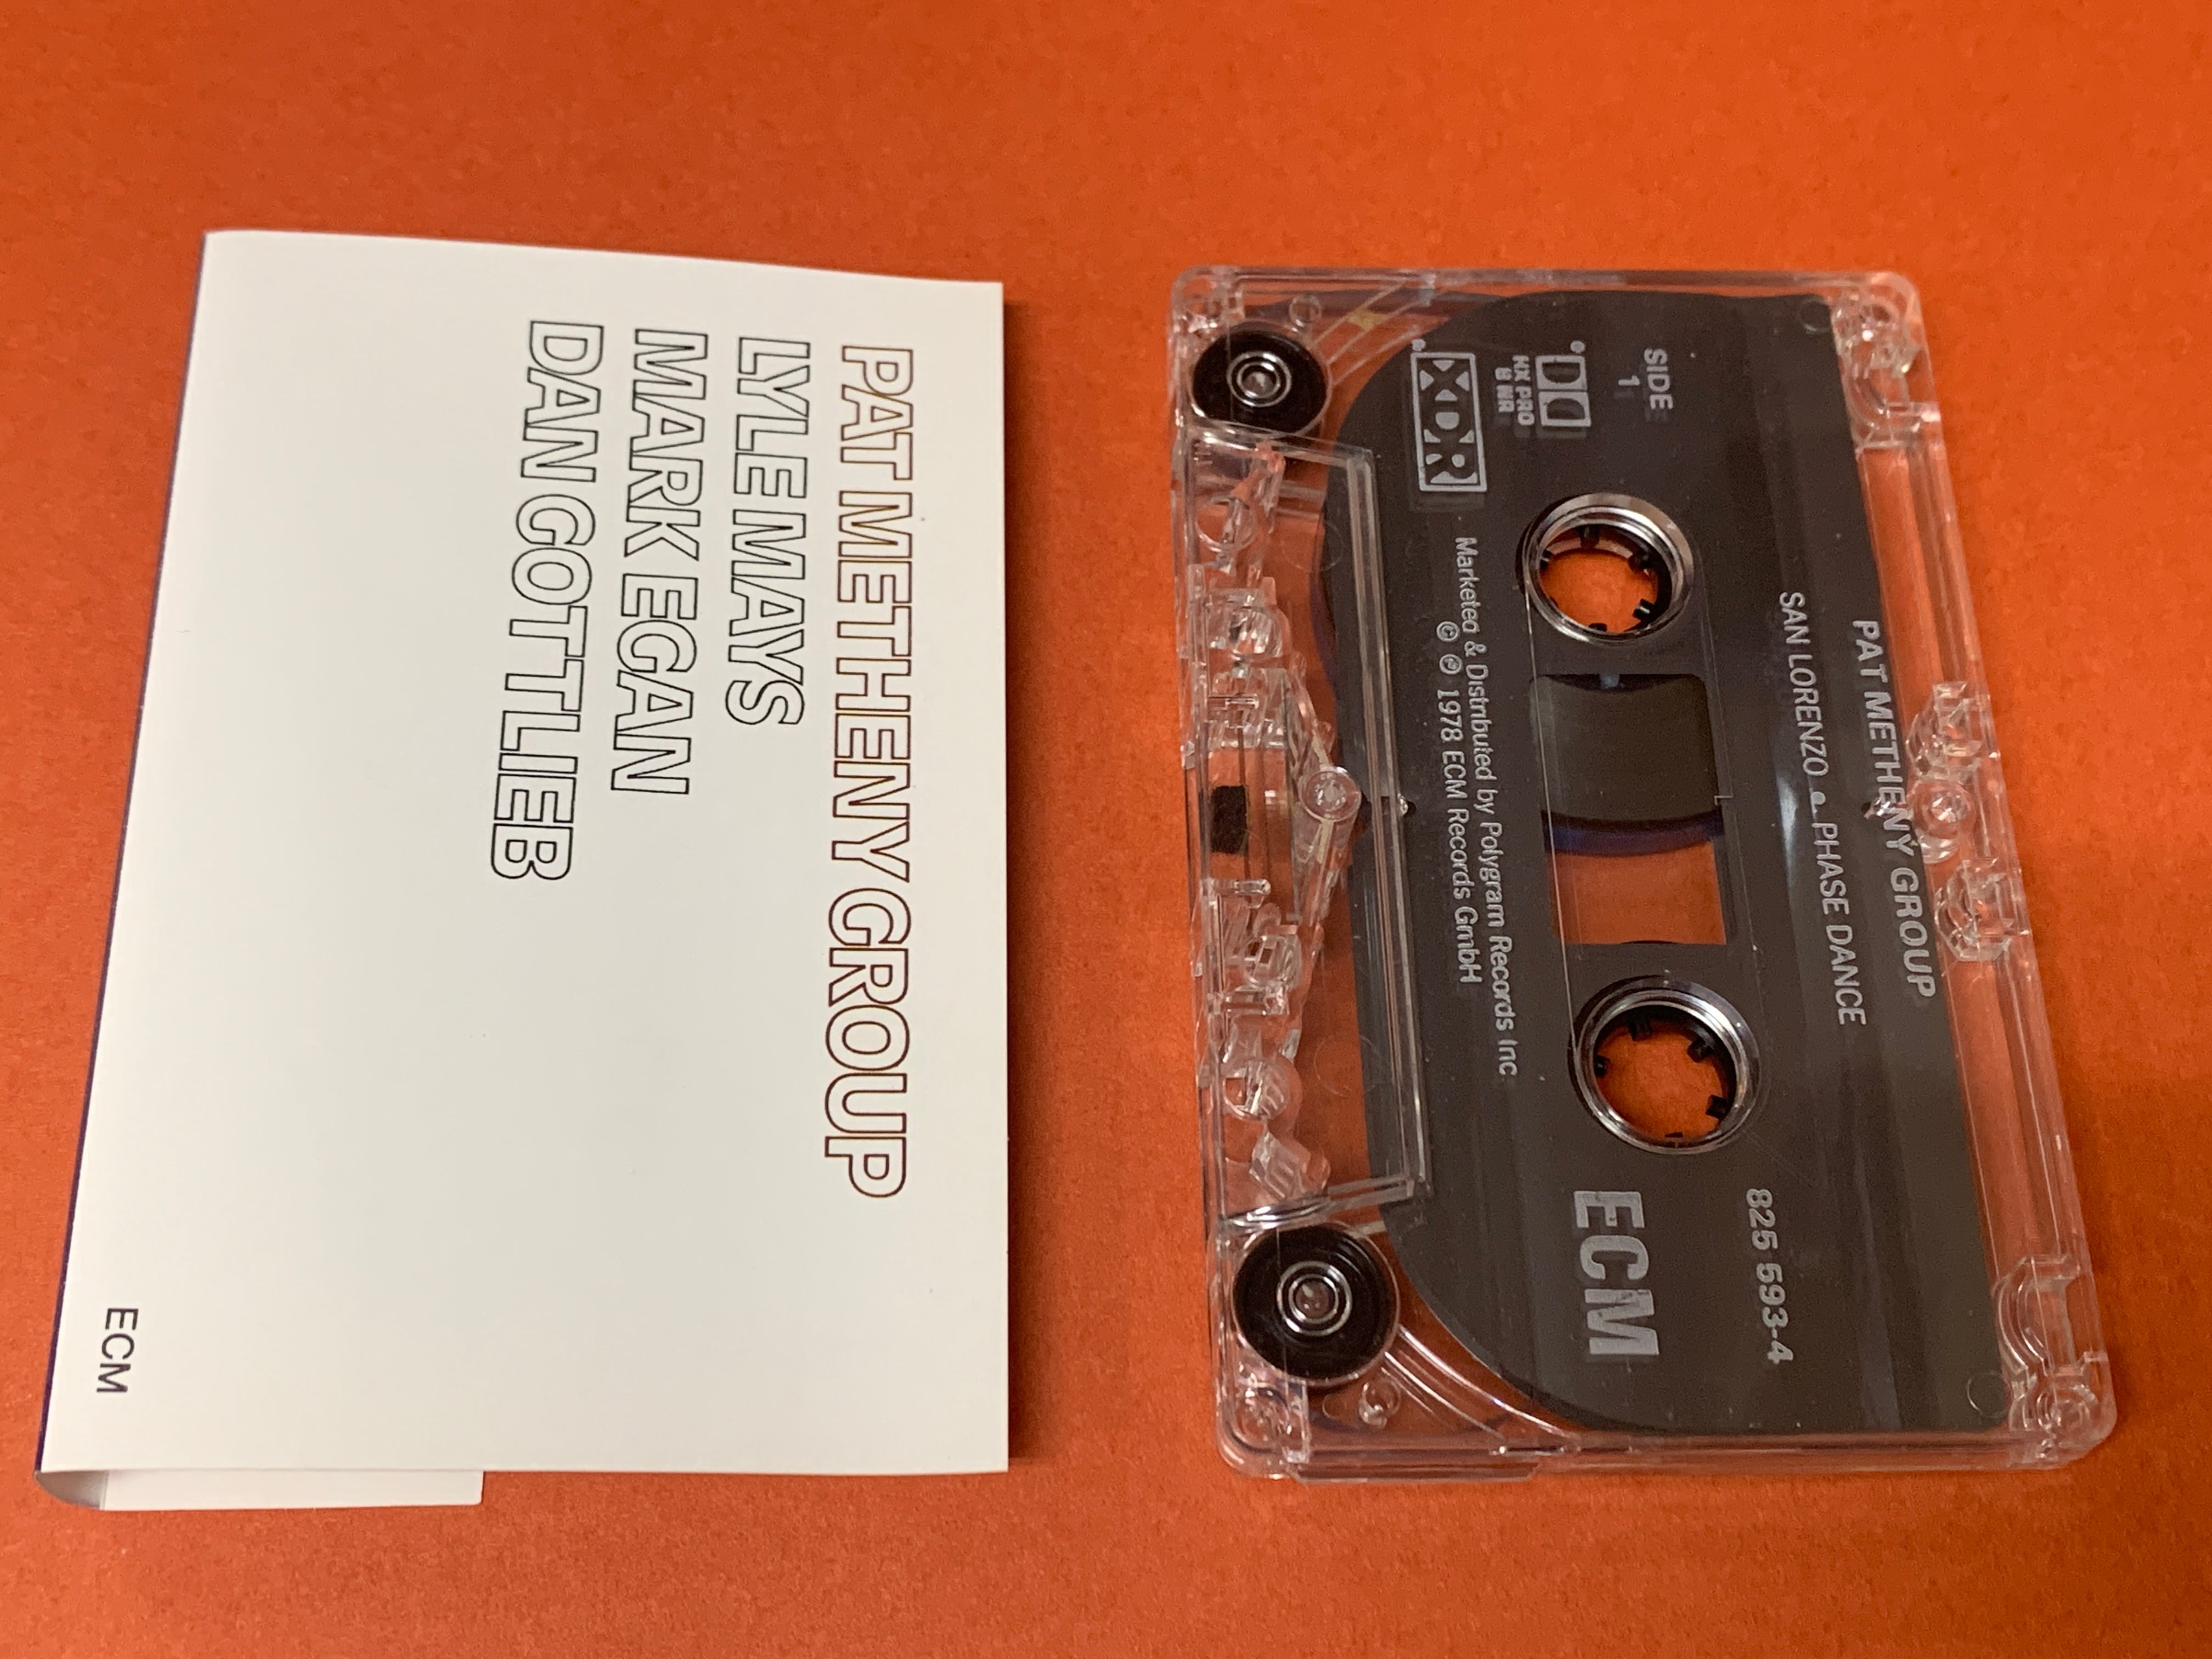 PAT METHENY GROUP
LYLE MAYS
MARK EGAN
DAN GOTTLIEB
ECM
PAT METHENY GROUP
SAN LORENZO • PHASE DANCE
SIDE
1
825 593-4
HX PRO
B NR
XDR
ECM
Marketed & Distributed by Polygram Records Inc
© ℗ 1978 ECM Records GmbH